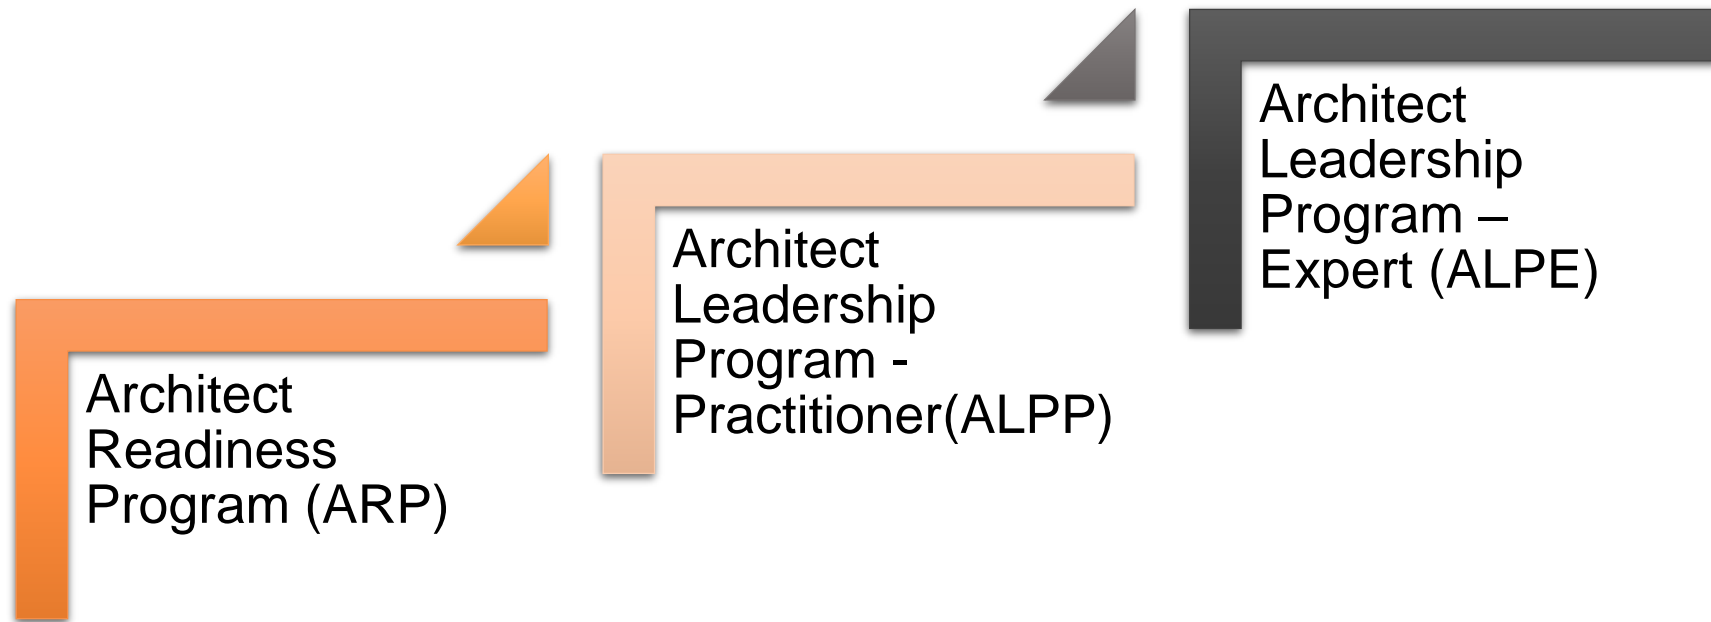 Architect
Readiness
Program (ARP)
Architect
Leadership
Program -
Practitioner(ALPP)
Architect
Leadership
Program –
Expert (ALPE)